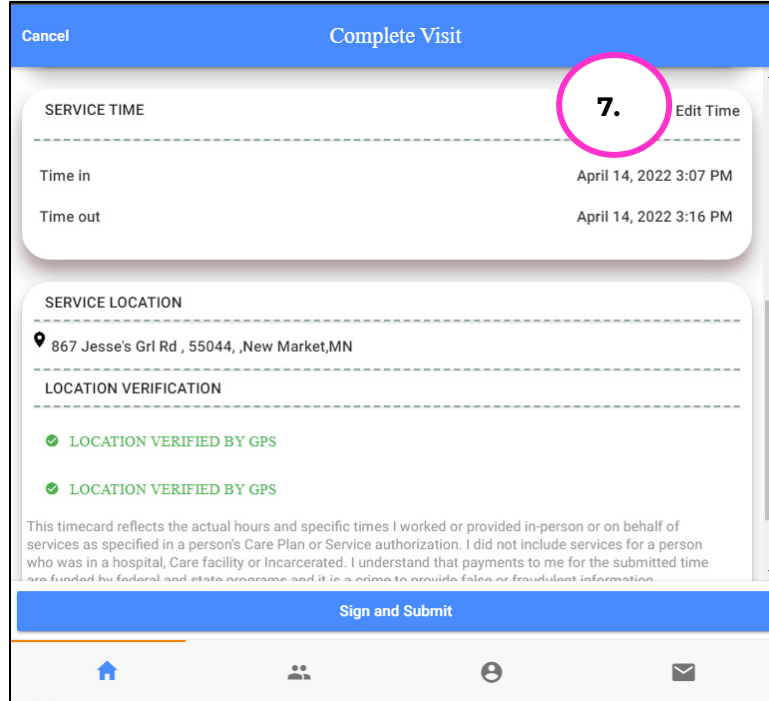 Cancel Complete Visit
7.
SERVICE TIME Edit Time
Time in April 14, 2022 3:07 PM
Time out April 14, 2022 3:16 PM
SERVICE LOCATION
867 Jesse's Grl Rd , 55044, ,New Market,MN
LOCATION VERIFICATION
LOCATION VERIFIED BY GPS
LOCATION VERIFIED BY GPS
This timecard reflects the actual hours and specific times I worked or provided in-person or on behalf of
services as specified in a person's Care Plan or Service authorization. I did not include services for a person
who was in a hospital, Care facility or Incarcerated. I understand that payments to me for the submitted time
are funded by federal and state programs and it is a crime to provide false or fraudulent information
Sign and Submit